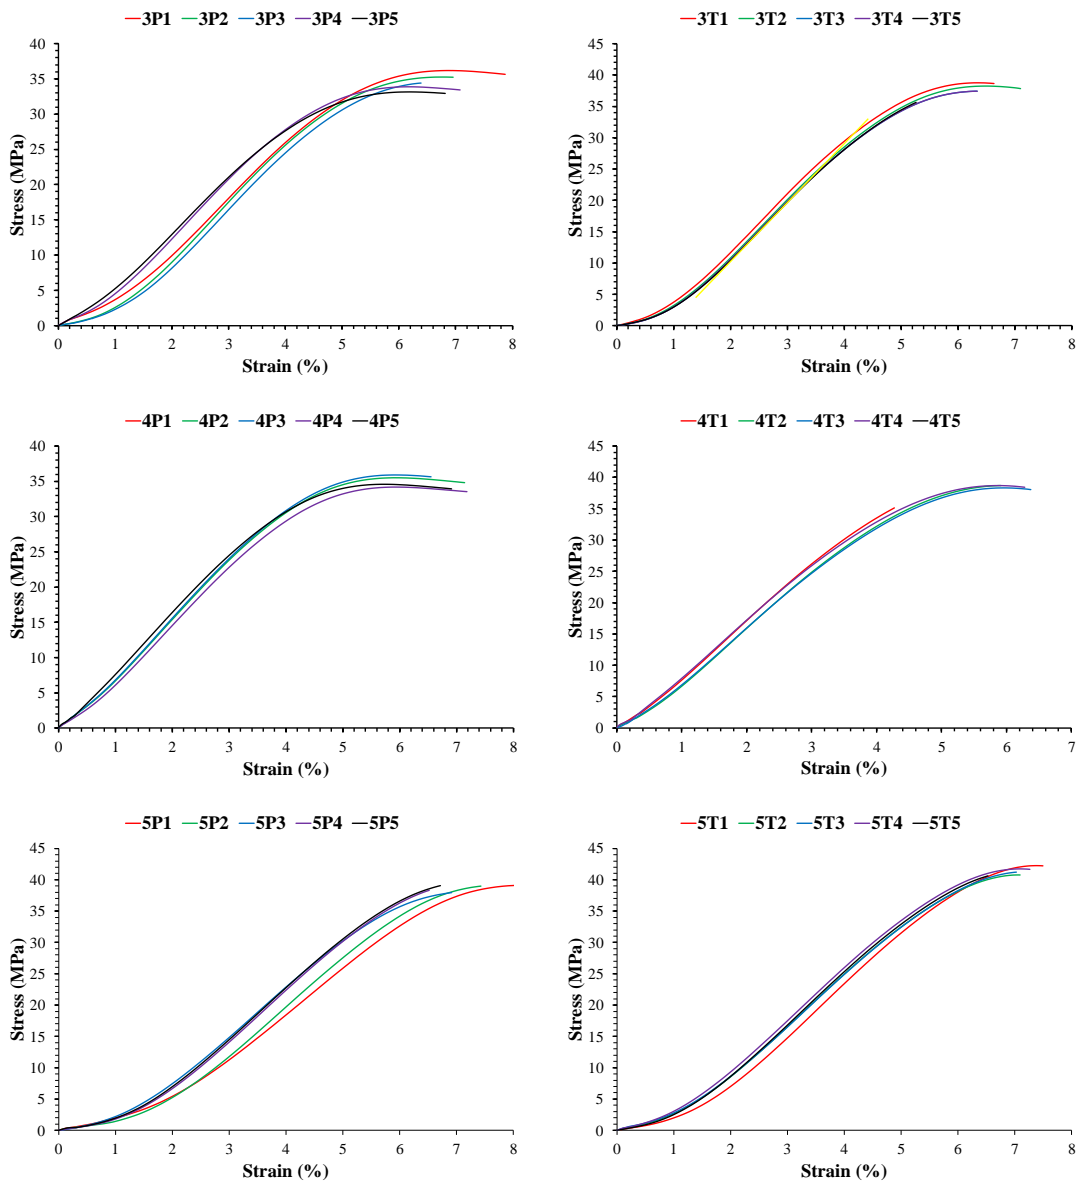 3P1 3P2 3P3 3P4 3P5
40
35
30
25
20
15
10
5
0
Stress (MPa)
0 1 2 3 4 5 6 7 8
Strain (%)
3T1 3T2 3T3 3T4 3T5
45
40
35
30
25
20
15
10
5
0
Stress (MPa)
0 1 2 3 4 5 6 7 8
Strain (%)
4P1 4P2 4P3 4P4 4P5
40
35
30
25
20
15
10
5
0
Stress (MPa)
0 1 2 3 4 5 6 7 8
Strain (%)
4T1 4T2 4T3 4T4 4T5
45
40
35
30
25
20
15
10
5
0
Stress (MPa)
0 1 2 3 4 5 6 7
Strain (%)
5P1 5P2 5P3 5P4 5P5
45
40
35
30
25
20
15
10
5
0
Stress (MPa)
0 1 2 3 4 5 6 7 8
Strain (%)
5T1 5T2 5T3 5T4 5T5
45
40
35
30
25
20
15
10
5
0
Stress (MPa)
0 1 2 3 4 5 6 7 8
Strain (%)